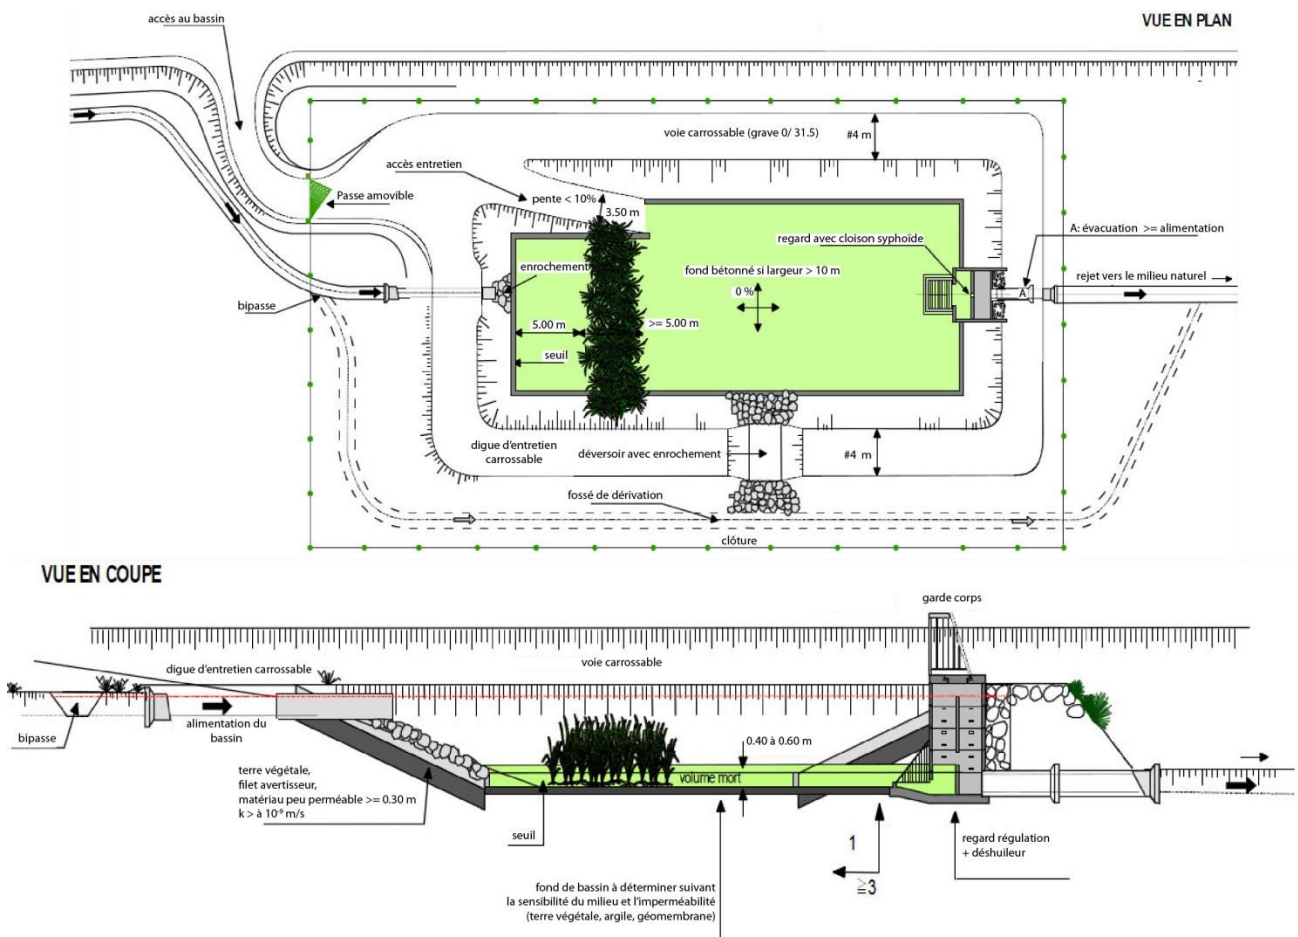 accès au bassin
VUE EN PLAN
voie carrossable (grave 0/ 31.5)
#4 m
accès entretien
Passe amovible
pente < 10%
3.50 m
A: évacuation >= alimentation
regard avec cloison syphoïde
enrochement
fond bétonné si largeur > 10 m
rejet vers le milieu naturel
0 %
A
bipasse
5.00 m
>= 5.00 m
seuil
digue d'entretien
carrossable
déversoir avec enrochement
#4 m
fossé de dérivation
clôture
VUE EN COUPE
garde corps
digue d'entretien carrossable
voie carrossable
alimentation du
bassin
bipasse
0.40 à 0.60 m
volume mort
terre végétale,
filet avertisseur,
matériau peu perméable >= 0.30 m
k > à 10⁻⁹ m/s
seuil
1
≧3
regard régulation
+ déshuileur
fond de bassin à déterminer suivant
la sensibilité du milieu et l'imperméabilité
(terre végétale, argile, géomembrane)